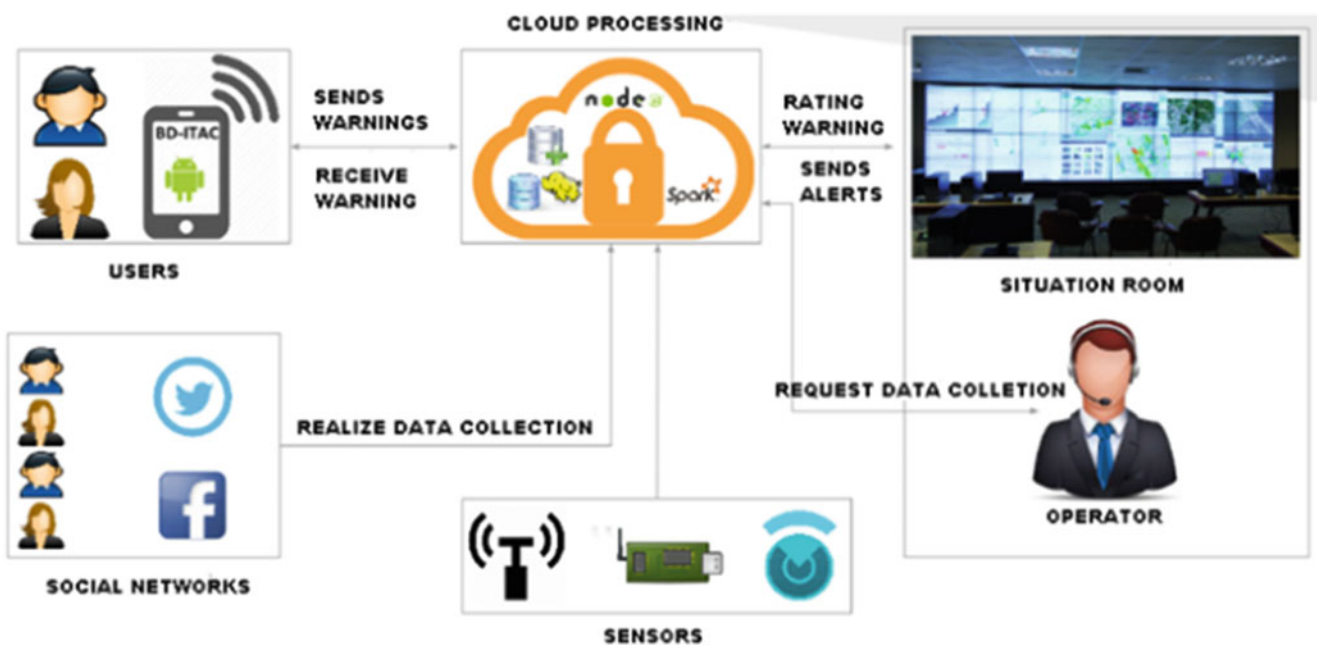 CLOUD PROCESSING
BD-ITAC
SENDS
WARNINGS
RECEIVE
WARNING
node
Spark
RATING
WARNING
SENDS
ALERTS
USERS
SITUATION ROOM
REALIZE DATA COLLECTION
REQUEST DATA COLLETION
OPERATOR
SOCIAL NETWORKS
SENSORS